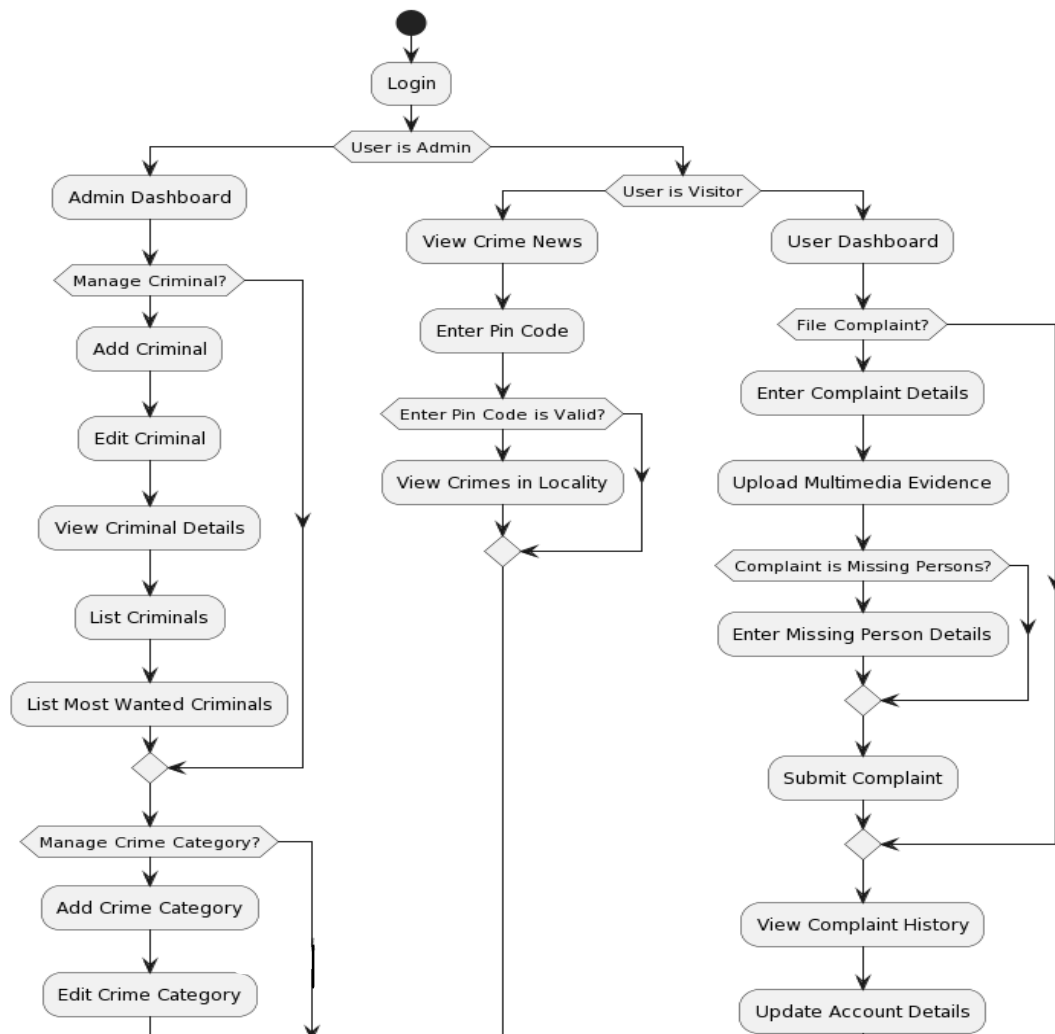 Login
User is Admin
Admin Dashboard
Manage Criminal?
Add Criminal
Edit Criminal
View Criminal Details
List Criminals
List Most Wanted Criminals
Manage Crime Category?
Add Crime Category
Edit Crime Category
User is Visitor
View Crime News
Enter Pin Code
Enter Pin Code is Valid?
View Crimes in Locality
User Dashboard
File Complaint?
Enter Complaint Details
Upload Multimedia Evidence
Complaint is Missing Persons?
Enter Missing Person Details
Submit Complaint
View Complaint History
Update Account Details